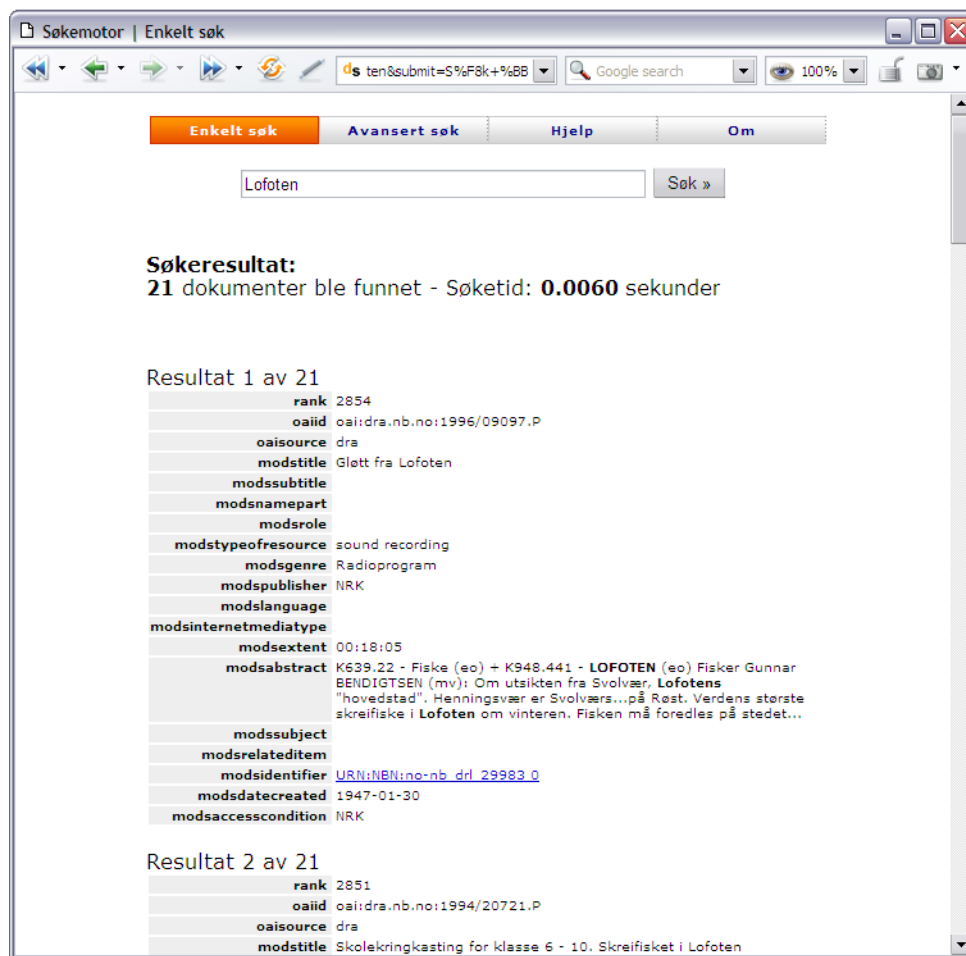 Søkemotor | Enkelt søk
ds ten&submit=S%F8k+%BB Google search 100%
Enkelt søk Avansert søk Hjelp Om
Lofoten Søk »
Søkeresultat:
21 dokumenter ble funnet - Søketid: 0.0060 sekunder
Resultat 1 av 21
rank 2854
oaiid oai:dra.nb.no:1996/09097.P
oaisource dra
modstitle Gløtt fra Lofoten
modssubtitle
modsnamepart
modsrole
modstypeofresource sound recording
modsgenre Radioprogram
modspublisher NRK
modslanguage
modsinternetmediatype
modsextent 00:18:05
modsabstract K639.22 - Fiske (eo) + K948.441 - LOFOTEN (eo) Fisker Gunnar
BENDIGTSEN (mv): Om utsikten fra Svolvær, Lofotens
"hovedstad". Henningsvær er Svolværs...på Røst. Verdens største
skreifiske i Lofoten om vinteren. Fisken må foredles på stedet...
modssubject
modsrelateditem
modsidentifier URN:NBN:no-nb_drl_29983_0
modsdatecreated 1947-01-30
modsaccesscondition NRK
Resultat 2 av 21
rank 2851
oaiid oai:dra.nb.no:1994/20721.P
oaisource dra
modstitle Skolekringkasting for klasse 6 - 10. Skreifisket i Lofoten